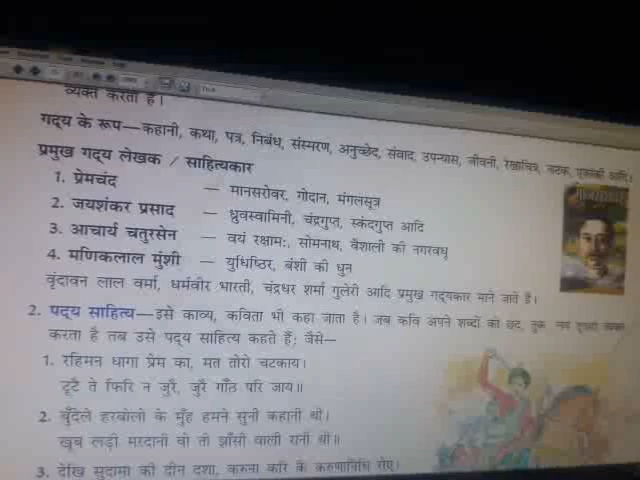 व्यक्त करता है।
गद्य के रूप—कहानी, कथा, पत्र, निबंध, संस्मरण, अनुच्छेद, संवाद, उपन्यास, जीवनी, रेखाचित्र, नाटक, एकांकी आदि।
प्रमुख गद्य लेखक / साहित्यकार
1. प्रेमचंद — मानसरोवर, गोदान, मंगलसूत्र
2. जयशंकर प्रसाद — ध्रुवस्वामिनी, चंद्रगुप्त, स्कंदगुप्त आदि
3. आचार्य चतुरसेन — वयं रक्षामः, सोमनाथ, वैशाली की नगरवधू
4. मणिकलाल मुंशी — युधिष्ठिर, बंशी की धुन
वृंदावन लाल वर्मा, धर्मवीर भारती, चंद्रधर शर्मा गुलेरी आदि प्रमुख गद्यकार माने जाते हैं।
2. पद्य साहित्य—इसे काव्य, कविता भी कहा जाता है। जब कवि अपने शब्दों को छंद, तुक
करता है तब उसे पद्य साहित्य कहते हैं; जैसे—
1. रहिमन धागा प्रेम का, मत तोरो चटकाय।
टूटै ते फिरि न जुरै, जुरै गाँठ परि जाय॥
2. बुँदेले हरबोलों के मुँह हमने सुनी कहानी थी।
खूब लड़ी मरदानी वो तो झाँसी वाली रानी थी॥
3. देखि सुदामा की दीन दशा, करुना करि के करुणानिधि रोए।